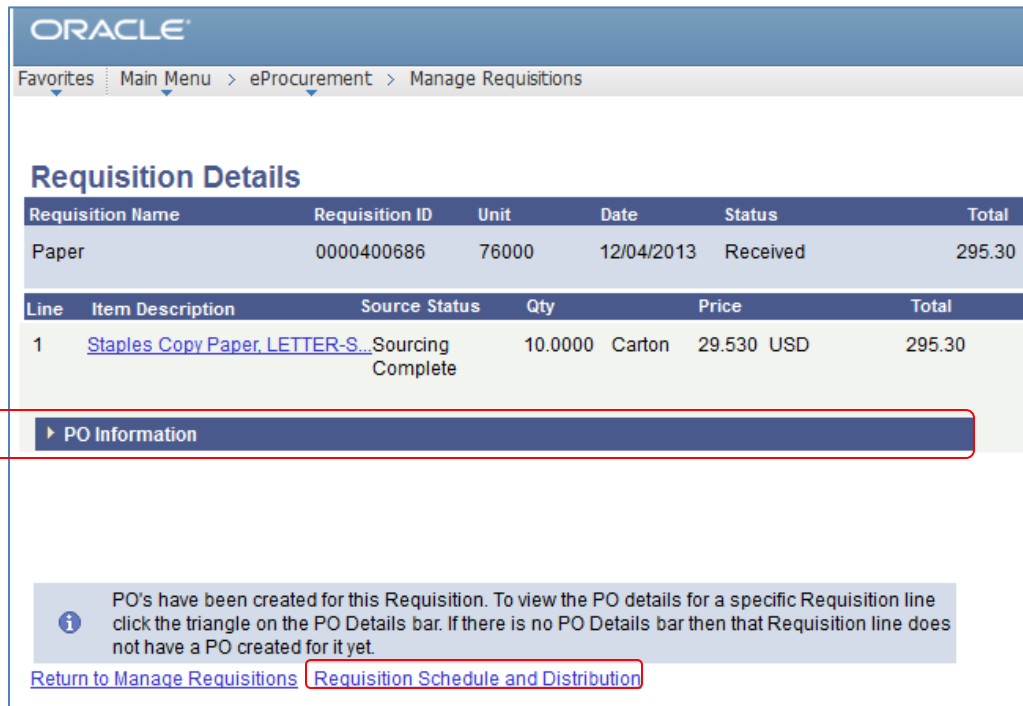 ORACLE
Favorites Main Menu > eProcurement > Manage Requisitions
Requisition Details
Requisition Name Requisition ID Unit Date Status Total
Paper 0000400686 76000 12/04/2013 Received 295.30
Line Item Description Source Status Qty Price Total
1 Staples Copy Paper, LETTER-S... Sourcing 10.0000 Carton 29.530 USD 295.30
Complete
PO Information
PO's have been created for this Requisition. To view the PO details for a specific Requisition line
click the triangle on the PO Details bar. If there is no PO Details bar then that Requisition line does
not have a PO created for it yet.
Return to Manage Requisitions Requisition Schedule and Distribution